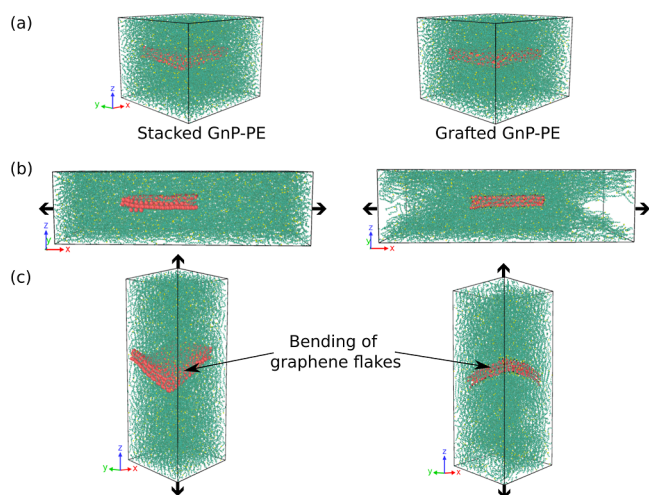 (a)
z
y x
Stacked GnP-PE
Grafted GnP-PE
(b)
z
y
x
z
y
x
(c)
Bending of
graphene flakes
z
y x
z
y x